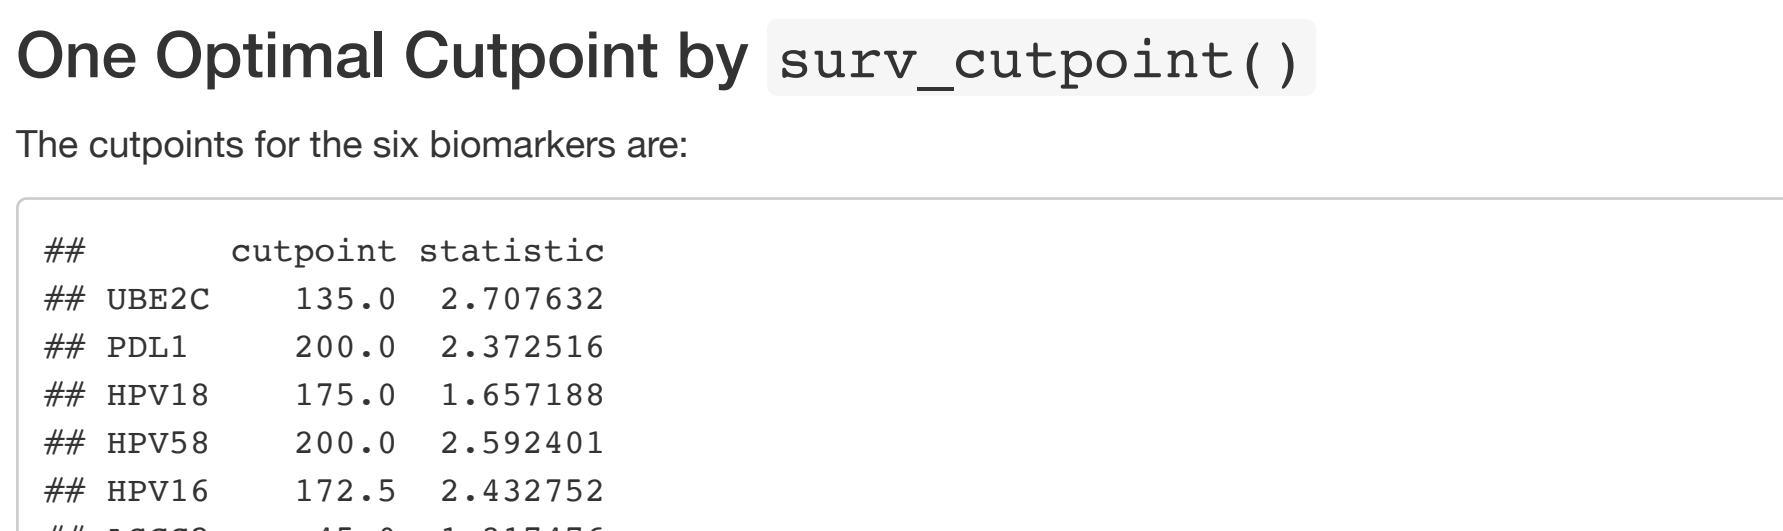 One Optimal Cutpoint by surv_cutpoint()
The cutpoints for the six biomarkers are:
## cutpoint statistic
## UBE2C 135.0 2.707632
## PDL1 200.0 2.372516
## HPV18 175.0 1.657188
## HPV58 200.0 2.592401
## HPV16 172.5 2.432752
##